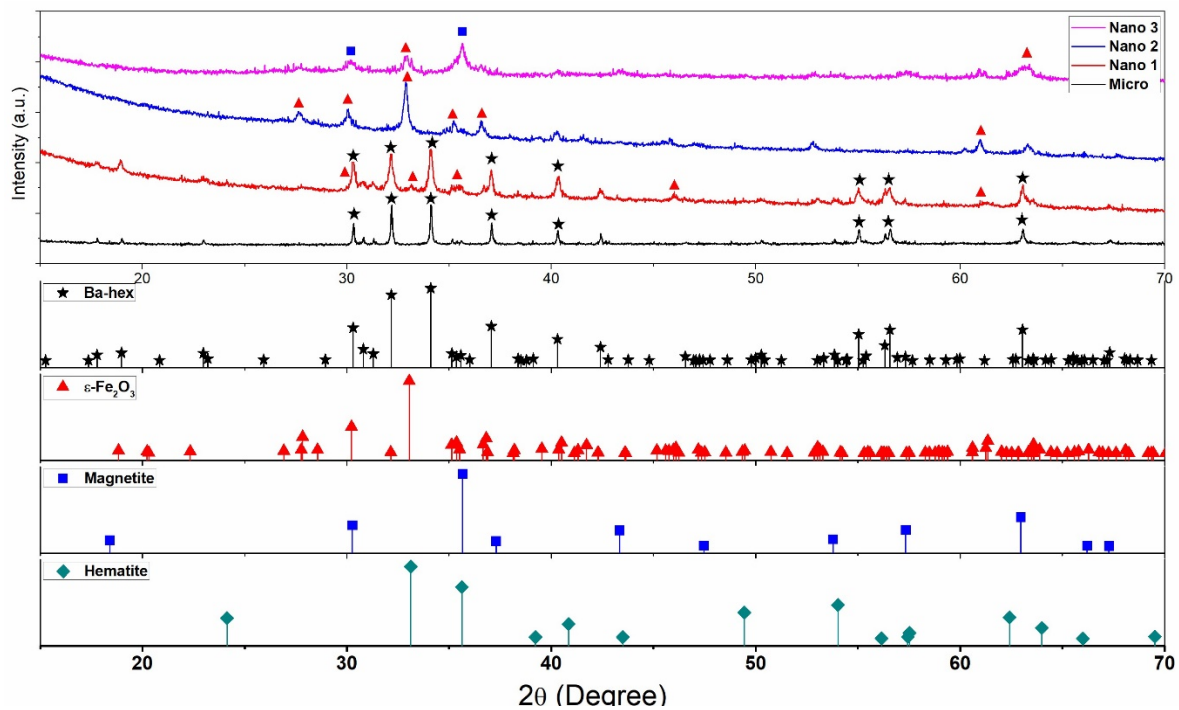 Intensity (a.u.)
Nano 3
Nano 2
Nano 1
Micro
20 30 40 50 60 70
Ba-hex
ε-Fe₂O₃
Magnetite
Hematite
20 30 40 50 60 70
2θ (Degree)